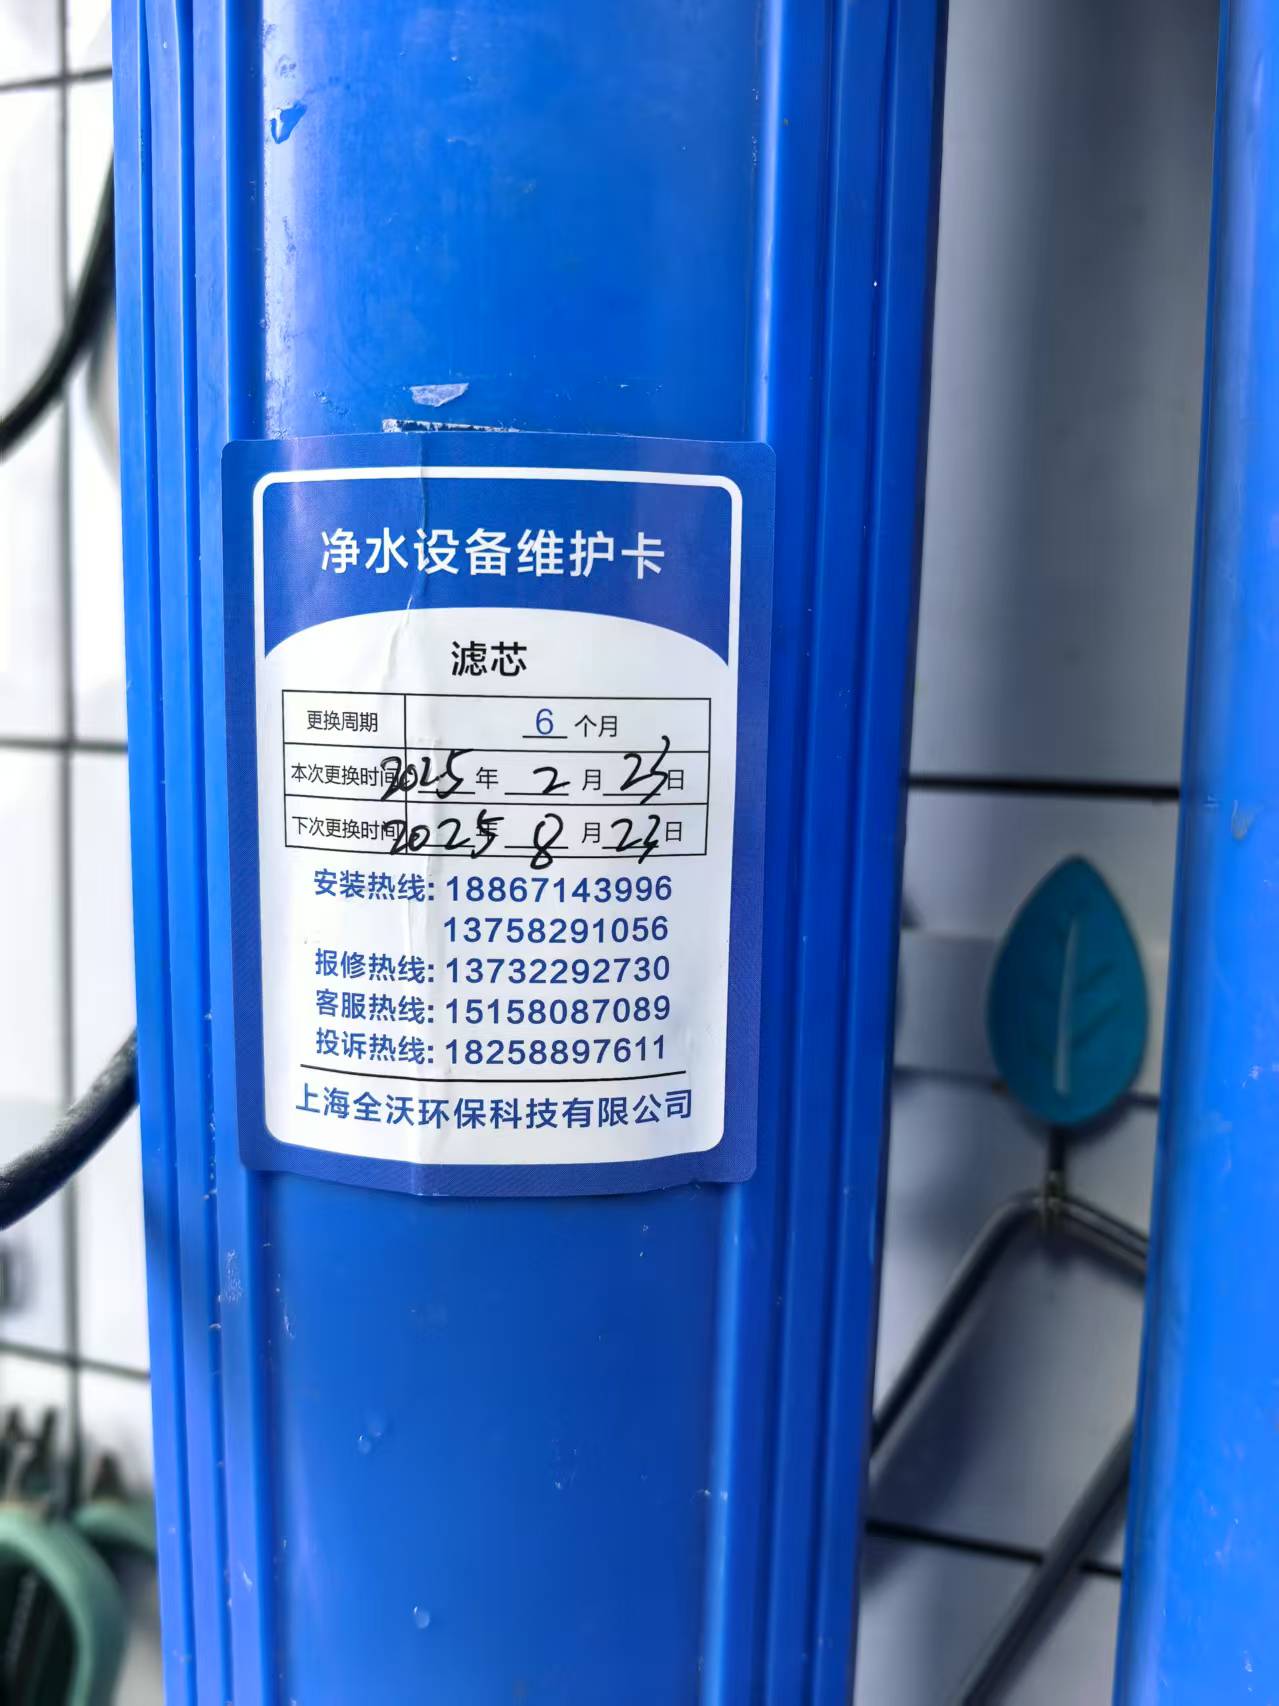 净水设备维护卡
滤芯
更换周期 6 个月
本次更换时间 2025 年 2 月 23 日
下次更换时间 2025 年 8 月 23 日
安装热线: 18867143996
13758291056
报修热线: 13732292730
客服热线: 15158087089
投诉热线: 18258897611
上海全沃环保科技有限公司